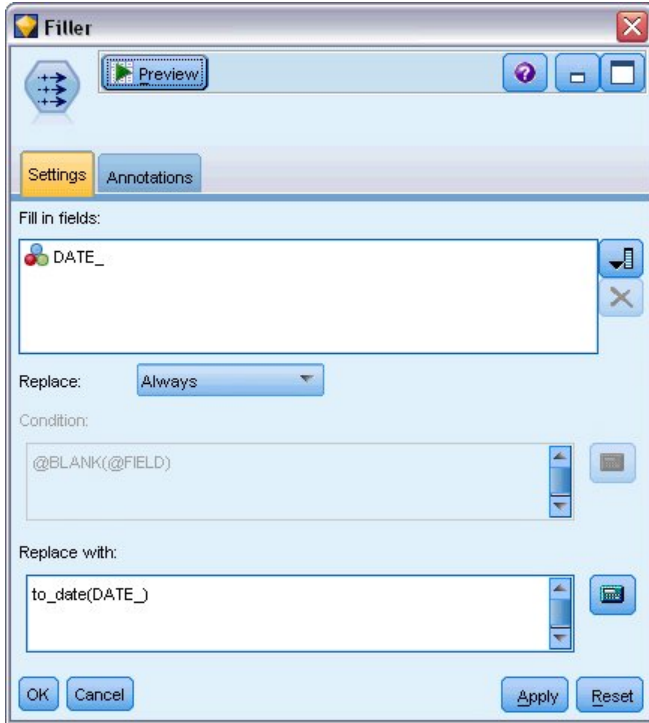 Filler
Preview
Settings Annotations
Fill in fields:
DATE_
Replace: Always
Condition:
@BLANK(@FIELD)
Replace with:
to_date(DATE_)
OK Cancel Apply Reset